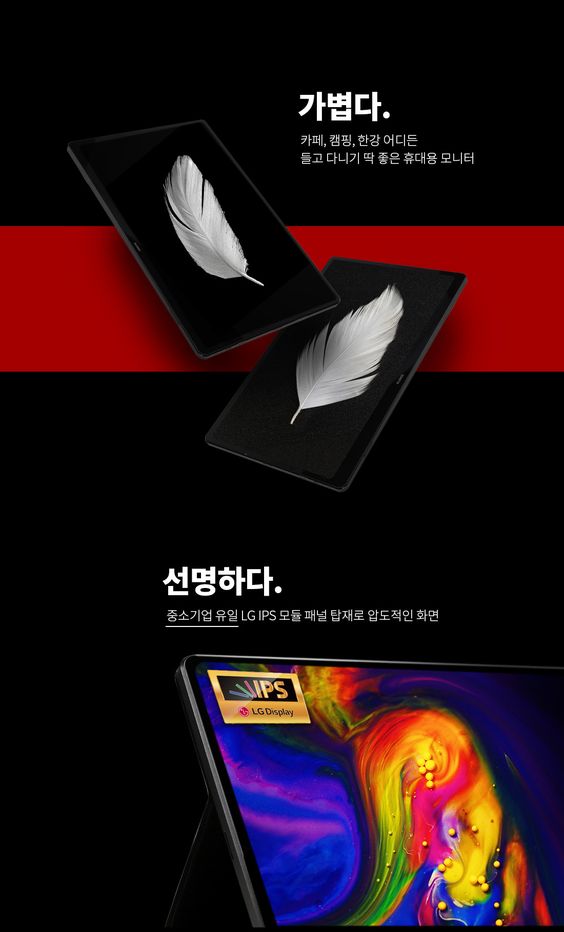 가볍다.
카페, 캠핑, 한강 어디든
들고 다니기 딱 좋은 휴대용 모니터
선명하다.
중소기업 유일 LG IPS 모듈 패널 탑재로 압도적인 화면
IPS
LG Display